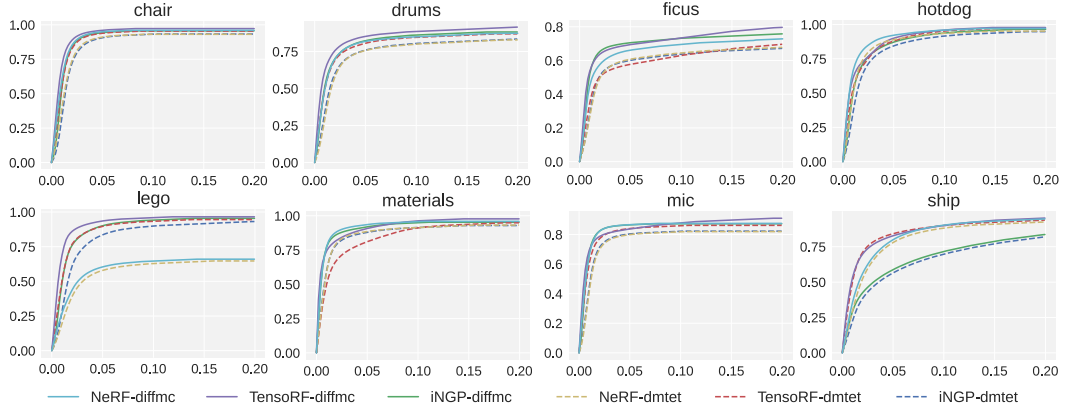 chair drums ficus hotdog
1.00 0.75 0.50 0.25 0.00
0.75 0.50 0.25 0.00
0.8 0.6 0.4 0.2 0.0
1.00 0.75 0.50 0.25 0.00
0.00 0.05 0.10 0.15 0.20 0.00 0.05 0.10 0.15 0.20 0.00 0.05 0.10 0.15 0.20 0.00 0.05 0.10 0.15 0.20
lego materials mic ship
1.00 0.75 0.50 0.25 0.00
1.00 0.75 0.50 0.25 0.00
0.8 0.6 0.4 0.2 0.0
0.75 0.50 0.25 0.00
0.00 0.05 0.10 0.15 0.20 0.00 0.05 0.10 0.15 0.20 0.00 0.05 0.10 0.15 0.20 0.00 0.05 0.10 0.15 0.20
NeRF-diffmc TensoRF-diffmc iNGP-diffmc NeRF-dmtet TensoRF-dmtet iNGP-dmtet